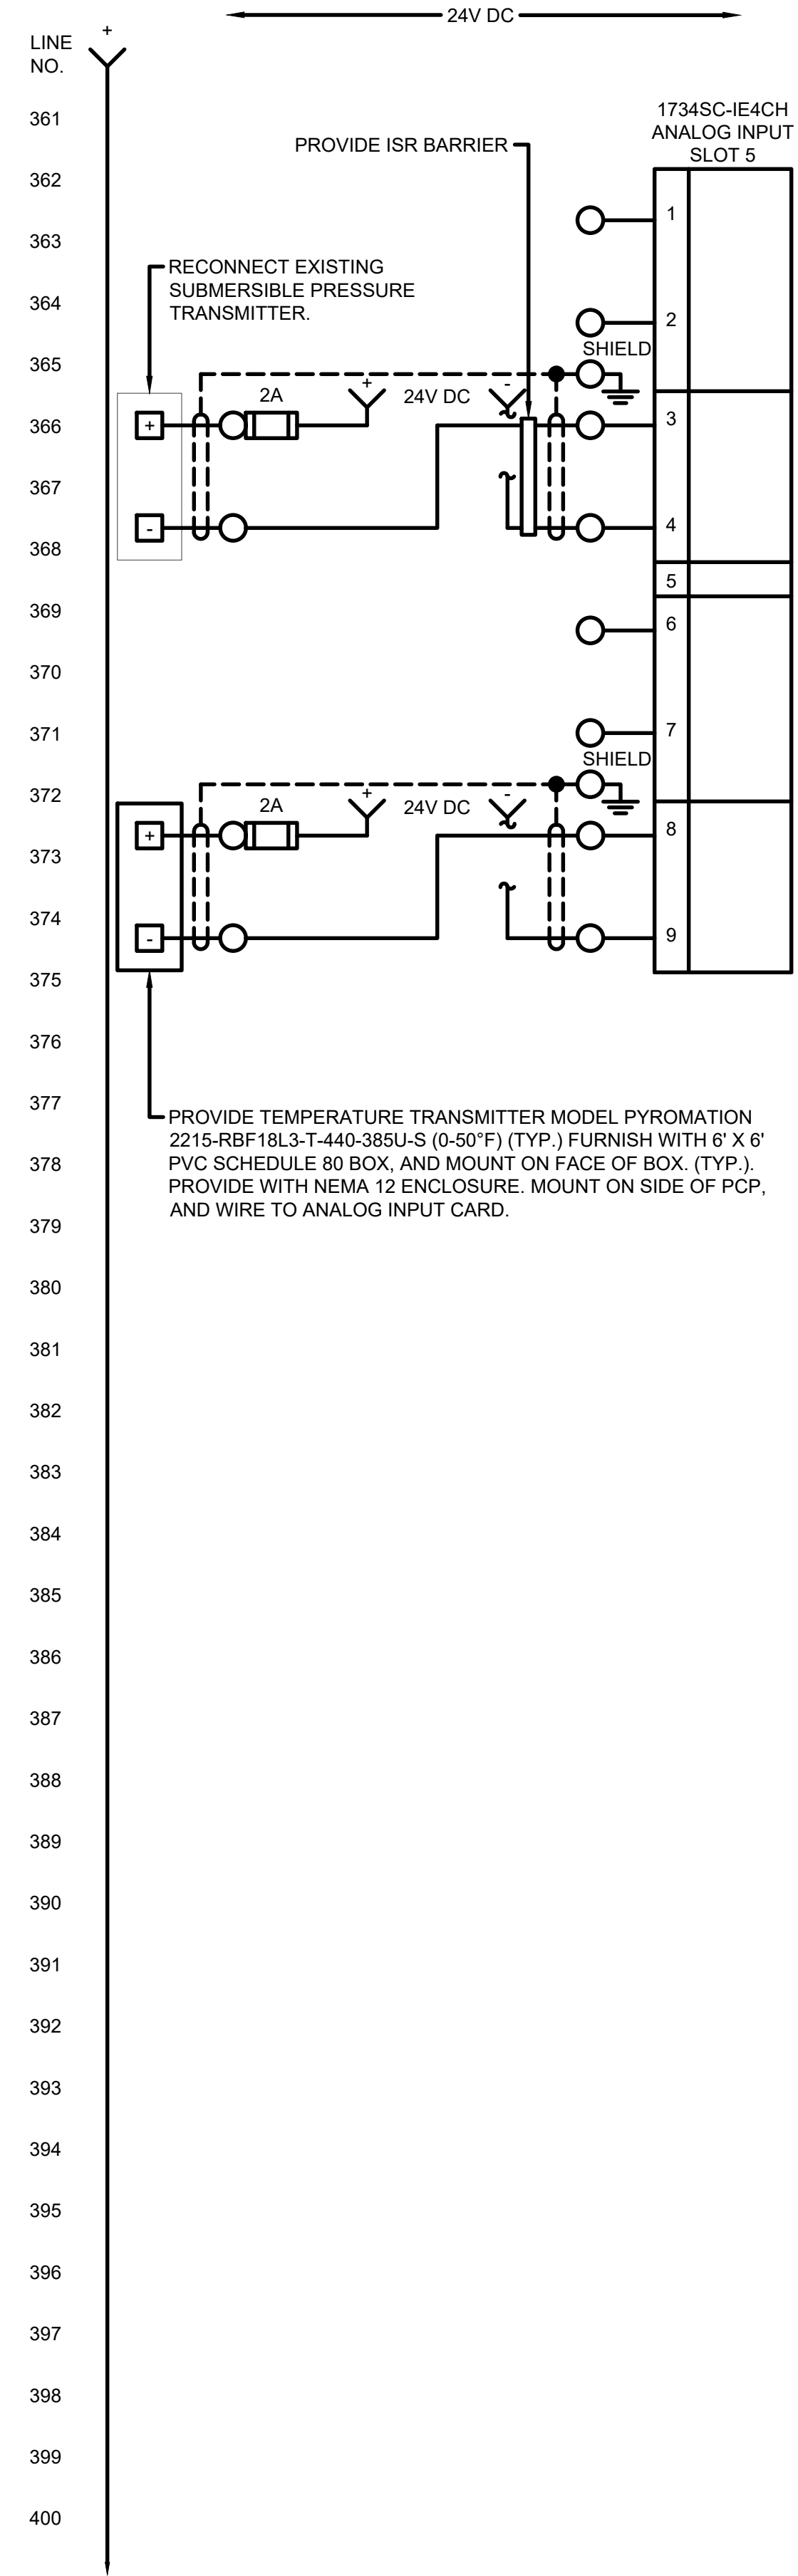 24V DC
+
LINE
NO.
361
1734SC-IE4CH
ANALOG INPUT
SLOT 5
PROVIDE ISR BARRIER
362
1
363
RECONNECT EXISTING
SUBMERSIBLE PRESSURE
TRANSMITTER.
364
2
SHIELD
365
2A
+
24V DC
-
366
+
3
367
-
4
368
5
369
6
370
371
7
SHIELD
372
2A
+
24V DC
-
373
+
8
374
-
9
375
376
377
PROVIDE TEMPERATURE TRANSMITTER MODEL PYROMATION
2215-RBF18L3-T-440-385U-S (0-50°F) (TYP.) FURNISH WITH 6' X 6'
378
PVC SCHEDULE 80 BOX, AND MOUNT ON FACE OF BOX. (TYP.).
PROVIDE WITH NEMA 12 ENCLOSURE. MOUNT ON SIDE OF PCP,
AND WIRE TO ANALOG INPUT CARD.
379
380
381
382
383
384
385
386
387
388
389
390
391
392
393
394
395
396
397
398
399
400